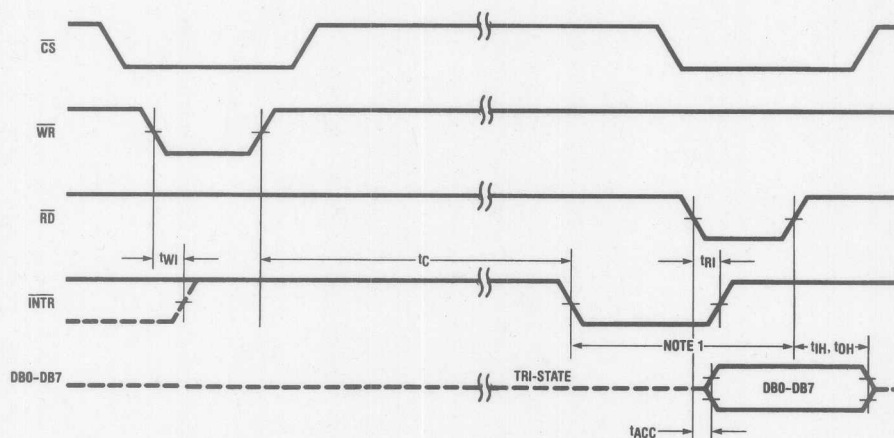 CS
WR
RD
tWI
tC
tRI
INTR
NOTE 1
tIH, tOH
DB0–DB7
TRI-STATE
DB0–DB7
tACC